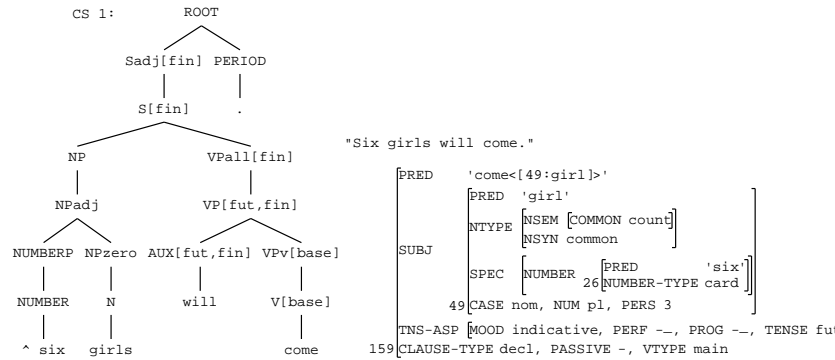 CS 1: ROOT
Sadj[fin] PERIOD
S[fin] .
NP VPall[fin]
NPadj VP[fut,fin]
NUMBERP NPzero AUX[fut,fin] VPv[base]
NUMBER N will V[base]
^ six girls come
"Six girls will come."
PRED 'come<[49:girl]>'
PRED 'girl'
NTYPE NSEM COMMON count
NSYN common
SUBJ
SPEC NUMBER PRED 'six'
26 NUMBER-TYPE card
49 CASE nom, NUM pl, PERS 3
TNS-ASP MOOD indicative, PERF -_, PROG -_, TENSE fut
159 CLAUSE-TYPE decl, PASSIVE -, VTYPE main